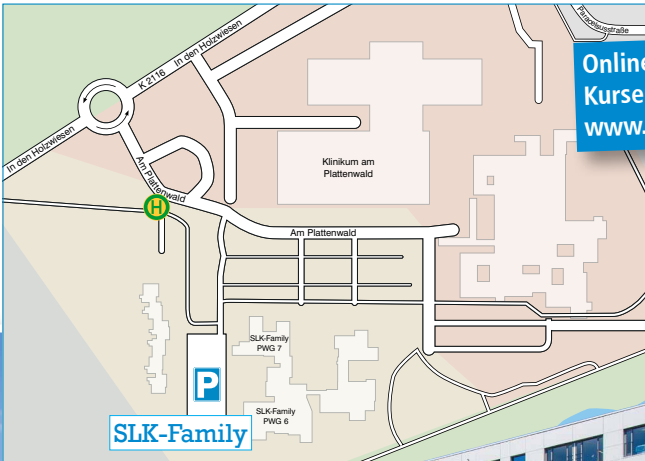 Paracelsusstraße
In den Holzwiesen
K 2116
Online
Kurse
www.
In den Holzwiesen
Klinikum am
Plattenwald
Am Plattenwald
H
Am Plattenwald
SLK-Family
PWG 7
P
SLK-Family
PWG 6
SLK-Family